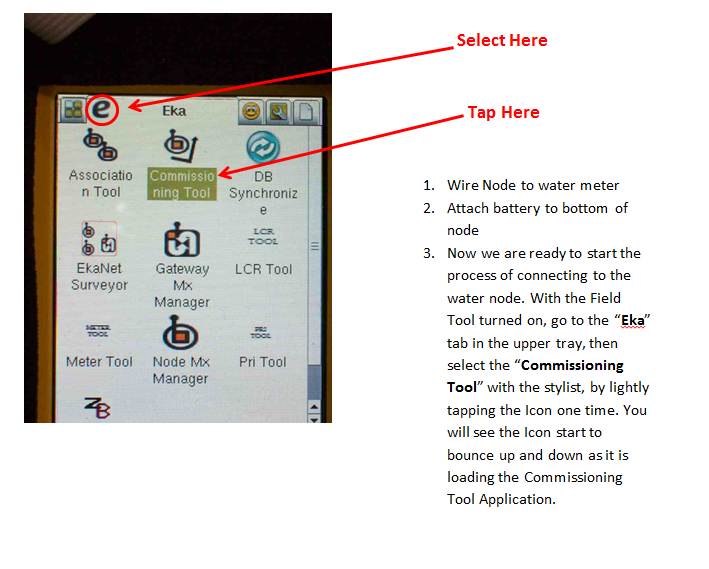 Select Here
Tap Here
e
Eka
Associatio
n Tool
Commissio
ning Tool
DB
Synchroniz
e
LCR
TOOL
EkaNet
Surveyor
Gateway
Mx
Manager
LCR Tool
METER
TOOL
PRI
TOOL
Meter Tool
Node Mx
Manager
Pri Tool
ZB
1. Wire Node to water meter
2. Attach battery to bottom of
node
3. Now we are ready to start the
process of connecting to the
water node. With the Field
Tool turned on, go to the “Eka”
tab in the upper tray, then
select the “Commissioning
Tool” with the stylist, by lightly
tapping the Icon one time. You
will see the Icon start to
bounce up and down as it is
loading the Commissioning
Tool Application.